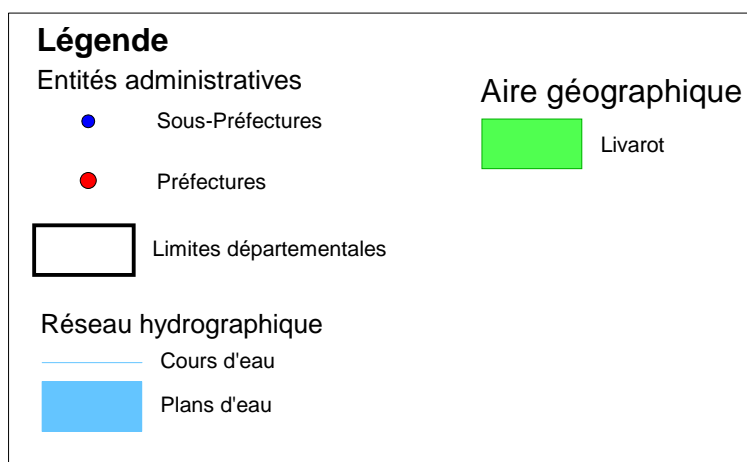 Légende
Entités administratives
Sous-Préfectures
Préfectures
Limites départementales
Réseau hydrographique
Cours d'eau
Plans d'eau
Aire géographique
Livarot